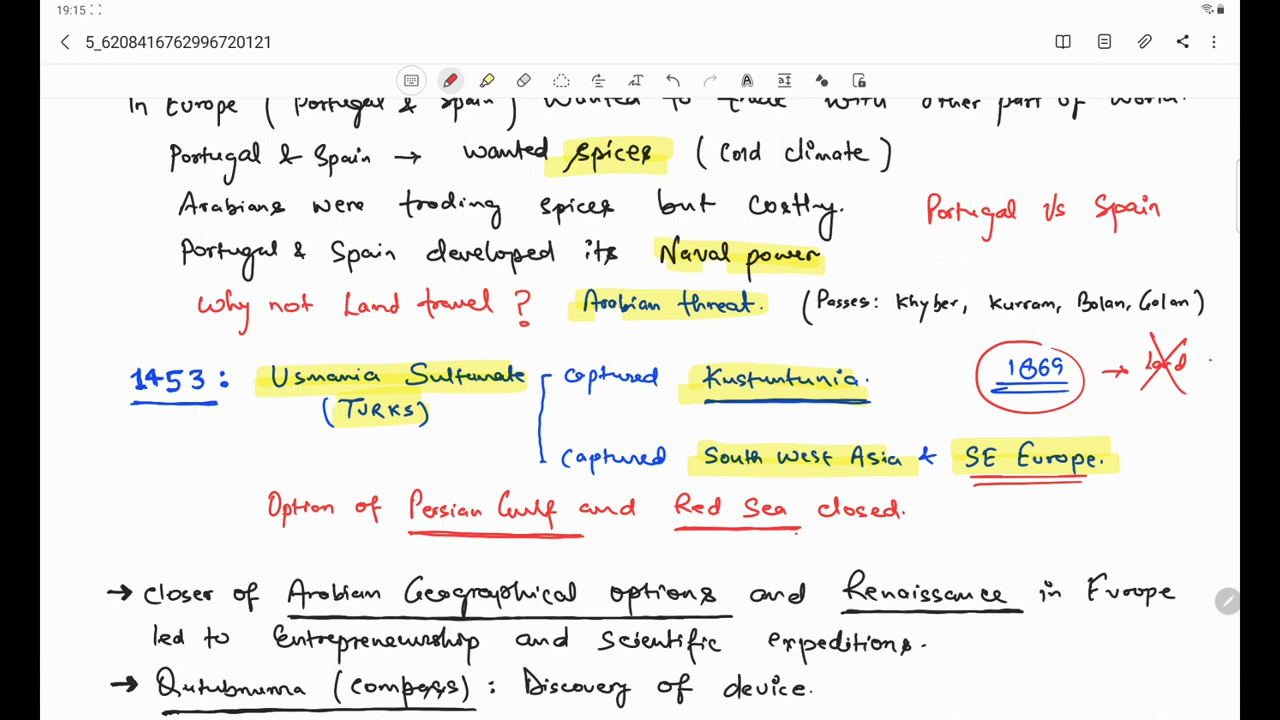 19:15
5_6208416762996720121
In Europe ( Portugal & Spain ) wanted to trade with other part of world.
Portugal & Spain → wanted spices ( cold climate )
Arabians were trading spices but costly.
Portugal v/s Spain
Portugal & Spain developed its Naval power
Why not Land travel ? Arabian threat. (Passes: Khyber, Kurram, Bolan, Golan)
1453 : Usmania Sultanate captured Kustuntunia.
1869 → Land
(TURKS)
captured South West Asia & SE Europe.
Option of Persian Gulf and Red Sea closed.
→ closer of Arabian Geographical options and Renaissance in Europe
led to Entrepreneurship and scientific expeditions.
→ Qutubnuma (compass) : Discovery of device.